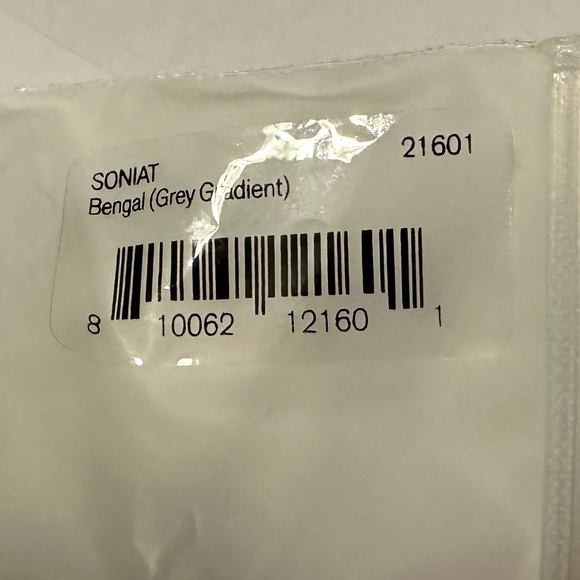 SONIAT
21601
Bengal (Grey Gradient)
8 10062 12160 1